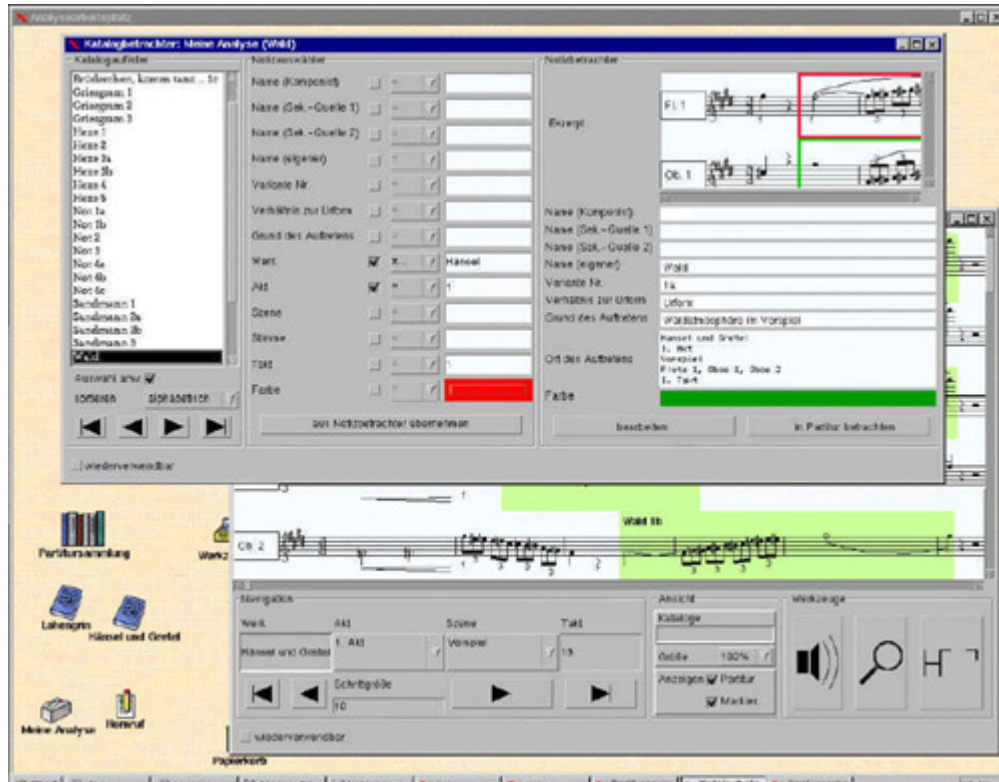 Analysearbeitsplatz
Katalogbetrachter: Meine Analyse (Wald)
Katalogauflister
Notizauswähler
Notizbetrachter
Griesgram 1
Griesgram 2
Griesgram 3
Hexe 1
Hexe 2
Hexe 3a
Hexe 3b
Hexe 4
Hexe 5
Not 1a
Not 1b
Not 2
Not 3
Not 4a
Not 4b
Not 4c
Sandmann 1
Sandmann 2a
Sandmann 2b
Sandmann 3
Wald
Auswahl anw.
sortieren alphabetisch
Name (Komponist)
Name (Sek.-Quelle 1)
Name (Sek.-Quelle 2)
Name (eigener)
Variante Nr.
Verhältnis zur Urform
Grund des Auftretens
Werk Hänsel
Akt = 1
Szene
Stimme
Takt 1
Farbe
aus Notizbetrachter übernehmen
Exzerpt
Fl. 1
Ob. 1
Name (Komponist)
Name (Sek.-Quelle 1)
Name (Sek.-Quelle 2)
Name (eigener) Wald
Variante Nr. 1a
Verhältnis zur Urform Urform
Grund des Auftretens Waldatmosphäre im Vorspiel
Ort des Auftretens
Hänsel und Gretel
1. Akt
Vorspiel
Flöte 1, Oboe 1, Oboe 2
1. Takt
Farbe
bearbeiten
in Partitur betrachten
wiederverwendbar
Wald 1b
Ob. 2
Partitursammlung
Lohengrin
Hänsel und Gretel
Meine Analyse
Hornruf
Papierkorb
Navigation
Werk Akt Szene Takt
Hänsel und Gretel 1. Akt Vorspiel 15
Schrittgröße
10
Ansicht
Kataloge
Größe 100%
Anzeigen Partitur
Markier.
Werkzeuge
wiederverwendbar